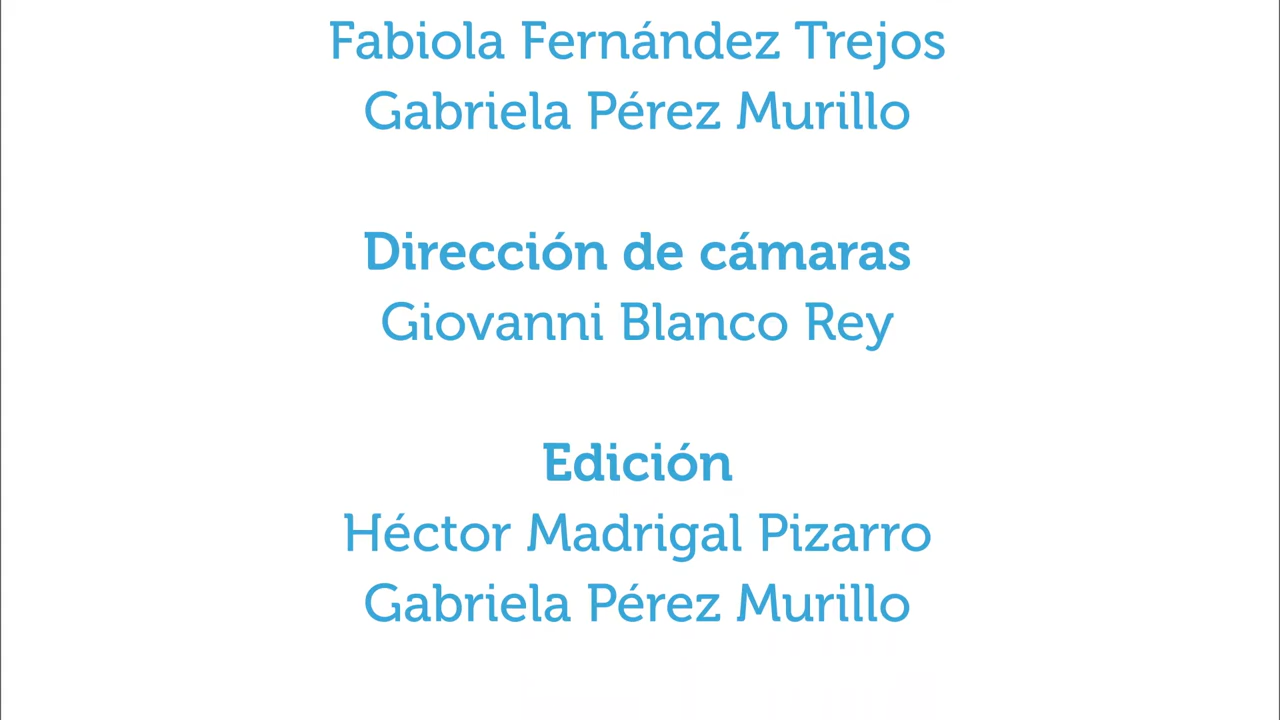 Fabiola Fernández Trejos
Gabriela Pérez Murillo
Dirección de cámaras
Giovanni Blanco Rey
Edición
Héctor Madrigal Pizarro
Gabriela Pérez Murillo